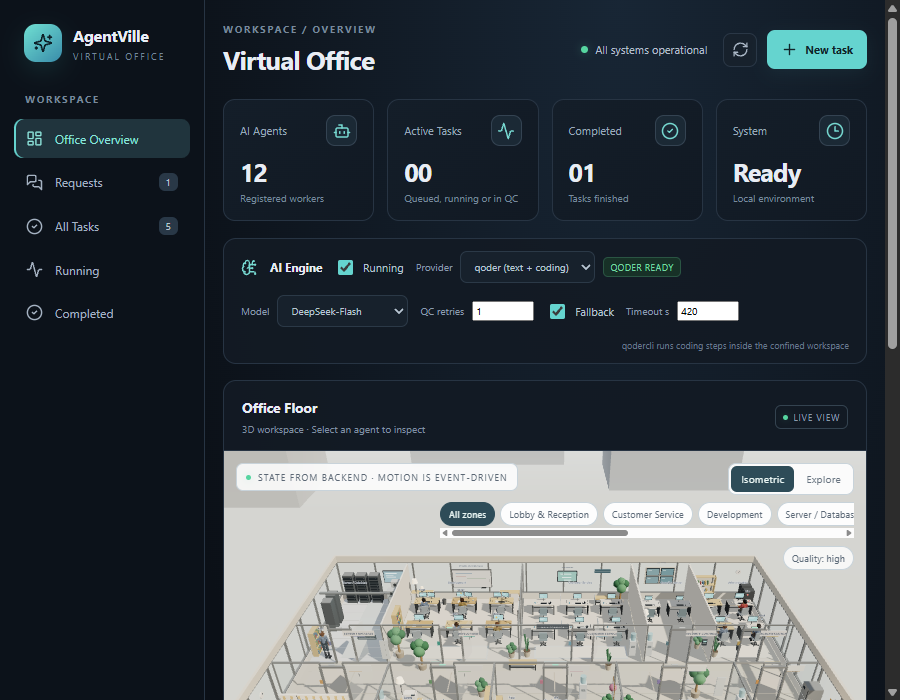 AgentVille
VIRTUAL OFFICE
WORKSPACE
Office Overview
Requests 1
All Tasks 5
Running
Completed
WORKSPACE / OVERVIEW
Virtual Office
All systems operational
New task
AI Agents
12
Registered workers
Active Tasks
00
Queued, running or in QC
Completed
01
Tasks finished
System
Ready
Local environment
AI Engine Running Provider qoder (text + coding) QODER READY
Model DeepSeek-Flash QC retries 1 Fallback Timeout s 420
qodercli runs coding steps inside the confined workspace
Office Floor
3D workspace · Select an agent to inspect
LIVE VIEW
STATE FROM BACKEND · MOTION IS EVENT-DRIVEN
Isometric Explore
All zones Lobby & Reception Customer Service Development Server / Databas
Quality: high